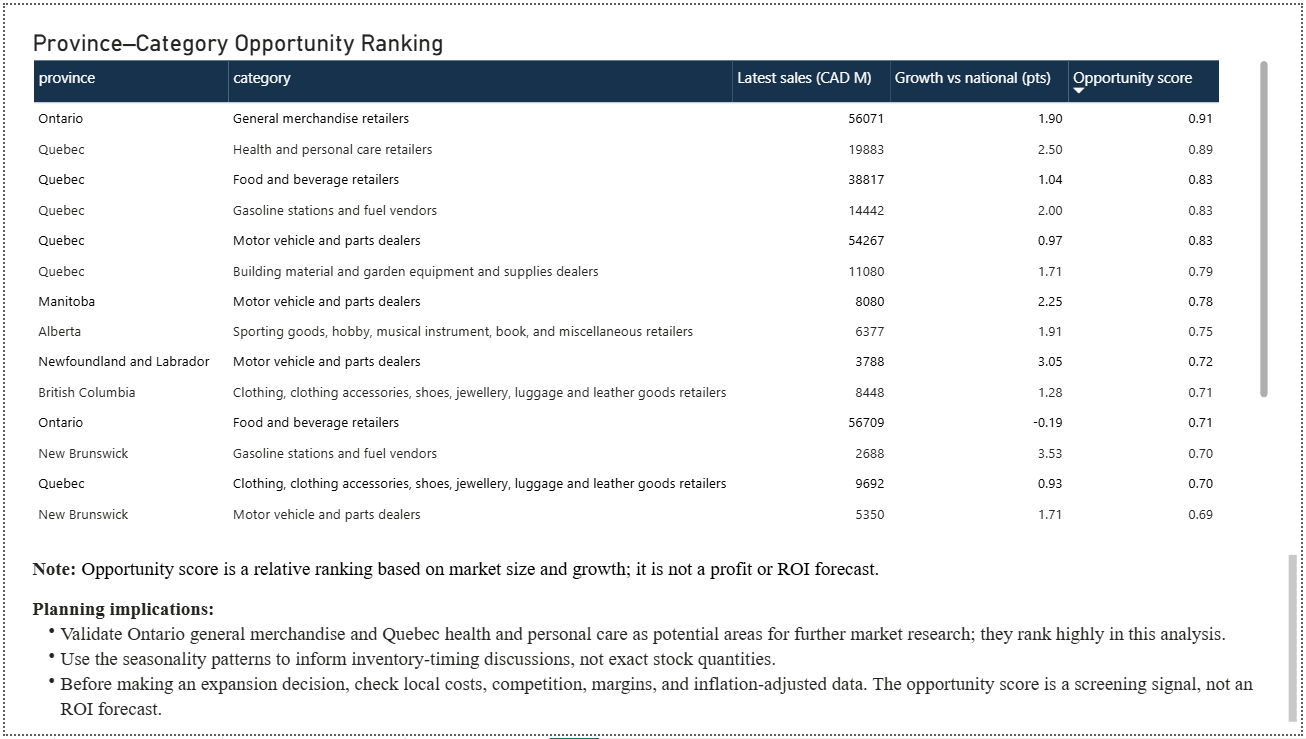 Province–Category Opportunity Ranking
province category Latest sales (CAD M) Growth vs national (pts) Opportunity score
Ontario General merchandise retailers 56071 1.90 0.91
Quebec Health and personal care retailers 19883 2.50 0.89
Quebec Food and beverage retailers 38817 1.04 0.83
Quebec Gasoline stations and fuel vendors 14442 2.00 0.83
Quebec Motor vehicle and parts dealers 54267 0.97 0.83
Quebec Building material and garden equipment and supplies dealers 11080 1.71 0.79
Manitoba Motor vehicle and parts dealers 8080 2.25 0.78
Alberta Sporting goods, hobby, musical instrument, book, and miscellaneous retailers 6377 1.91 0.75
Newfoundland and Labrador Motor vehicle and parts dealers 3788 3.05 0.72
British Columbia Clothing, clothing accessories, shoes, jewellery, luggage and leather goods retailers 8448 1.28 0.71
Ontario Food and beverage retailers 56709 -0.19 0.71
New Brunswick Gasoline stations and fuel vendors 2688 3.53 0.70
Quebec Clothing, clothing accessories, shoes, jewellery, luggage and leather goods retailers 9692 0.93 0.70
New Brunswick Motor vehicle and parts dealers 5350 1.71 0.69
Note: Opportunity score is a relative ranking based on market size and growth; it is not a profit or ROI forecast.
Planning implications:
• Validate Ontario general merchandise and Quebec health and personal care as potential areas for further market research; they rank highly in this analysis.
• Use the seasonality patterns to inform inventory-timing discussions, not exact stock quantities.
• Before making an expansion decision, check local costs, competition, margins, and inflation-adjusted data. The opportunity score is a screening signal, not an
ROI forecast.